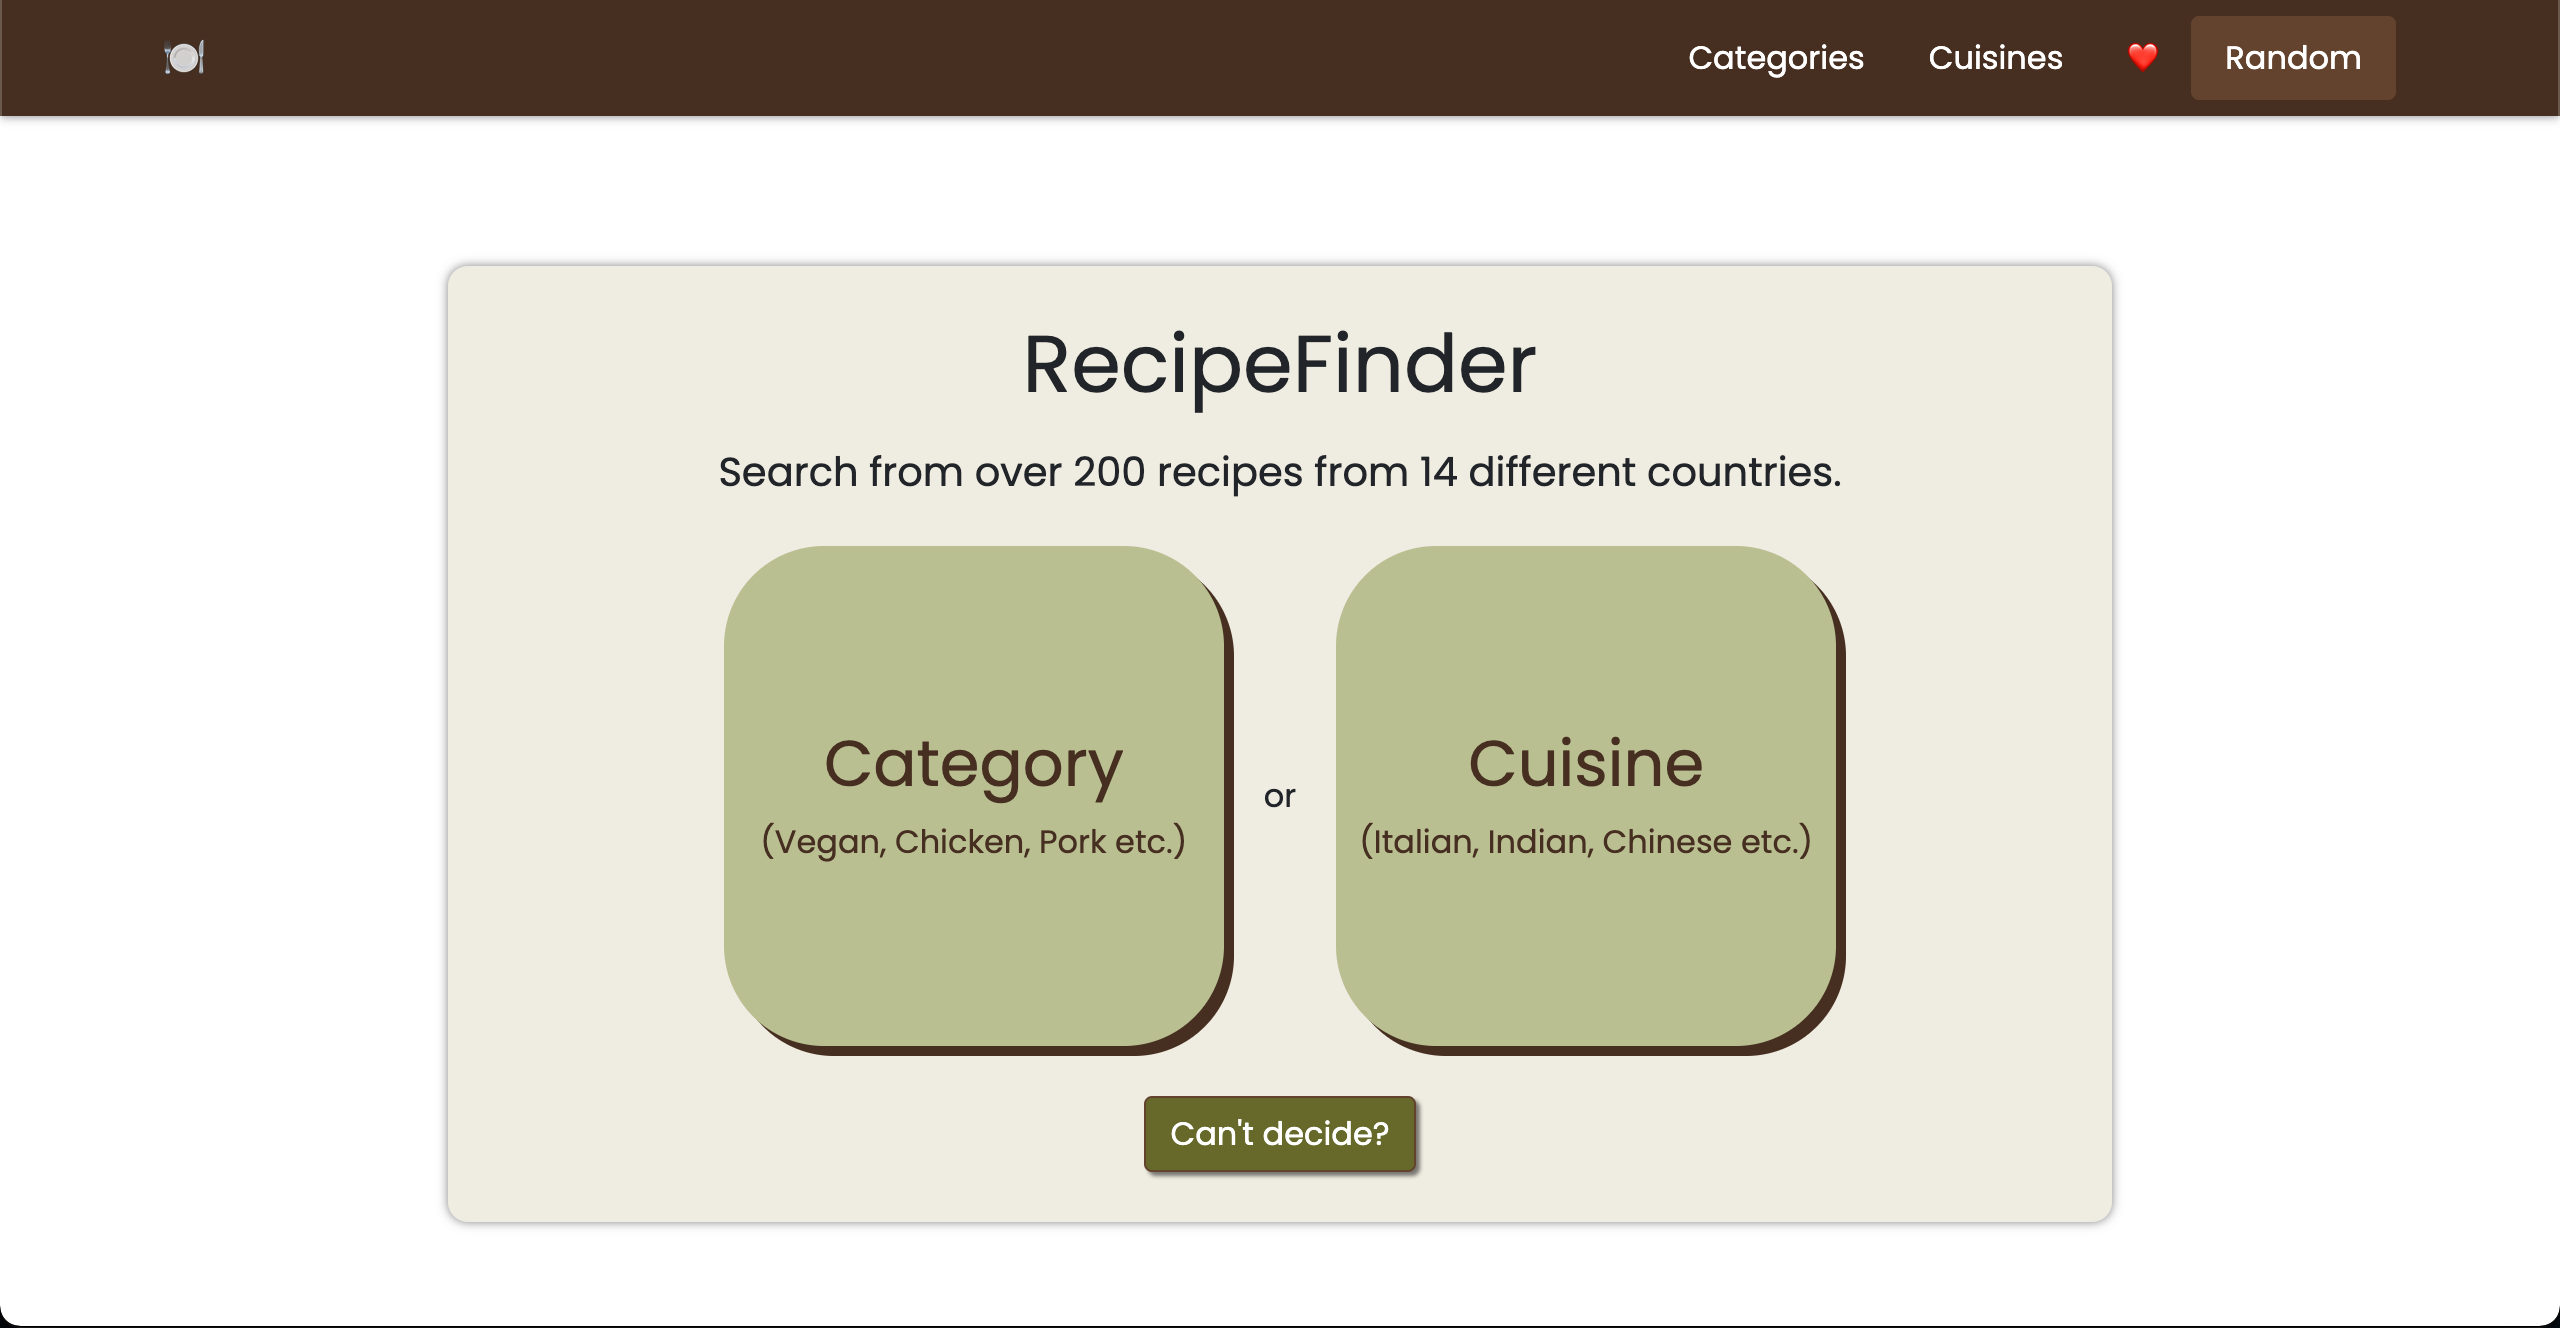 Categories Cuisines Random
RecipeFinder
Search from over 200 recipes from 14 different countries.
Category
(Vegan, Chicken, Pork etc.)
or
Cuisine
(Italian, Indian, Chinese etc.)
Can't decide?